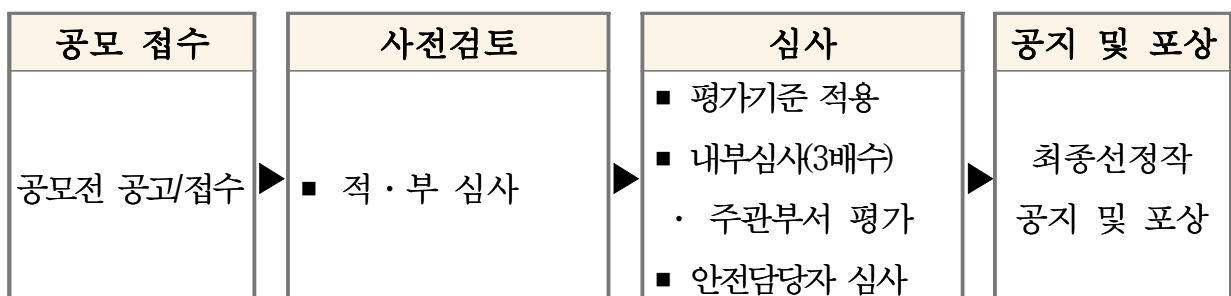 공모 접수
공모전 공고/접수
사전검토
■ 적·부 심사
심사
■ 평가기준 적용
■ 내부심사(3배수)
· 주관부서 평가
■ 안전담당자 심사
공지 및 포상
최종선정작
공지 및 포상